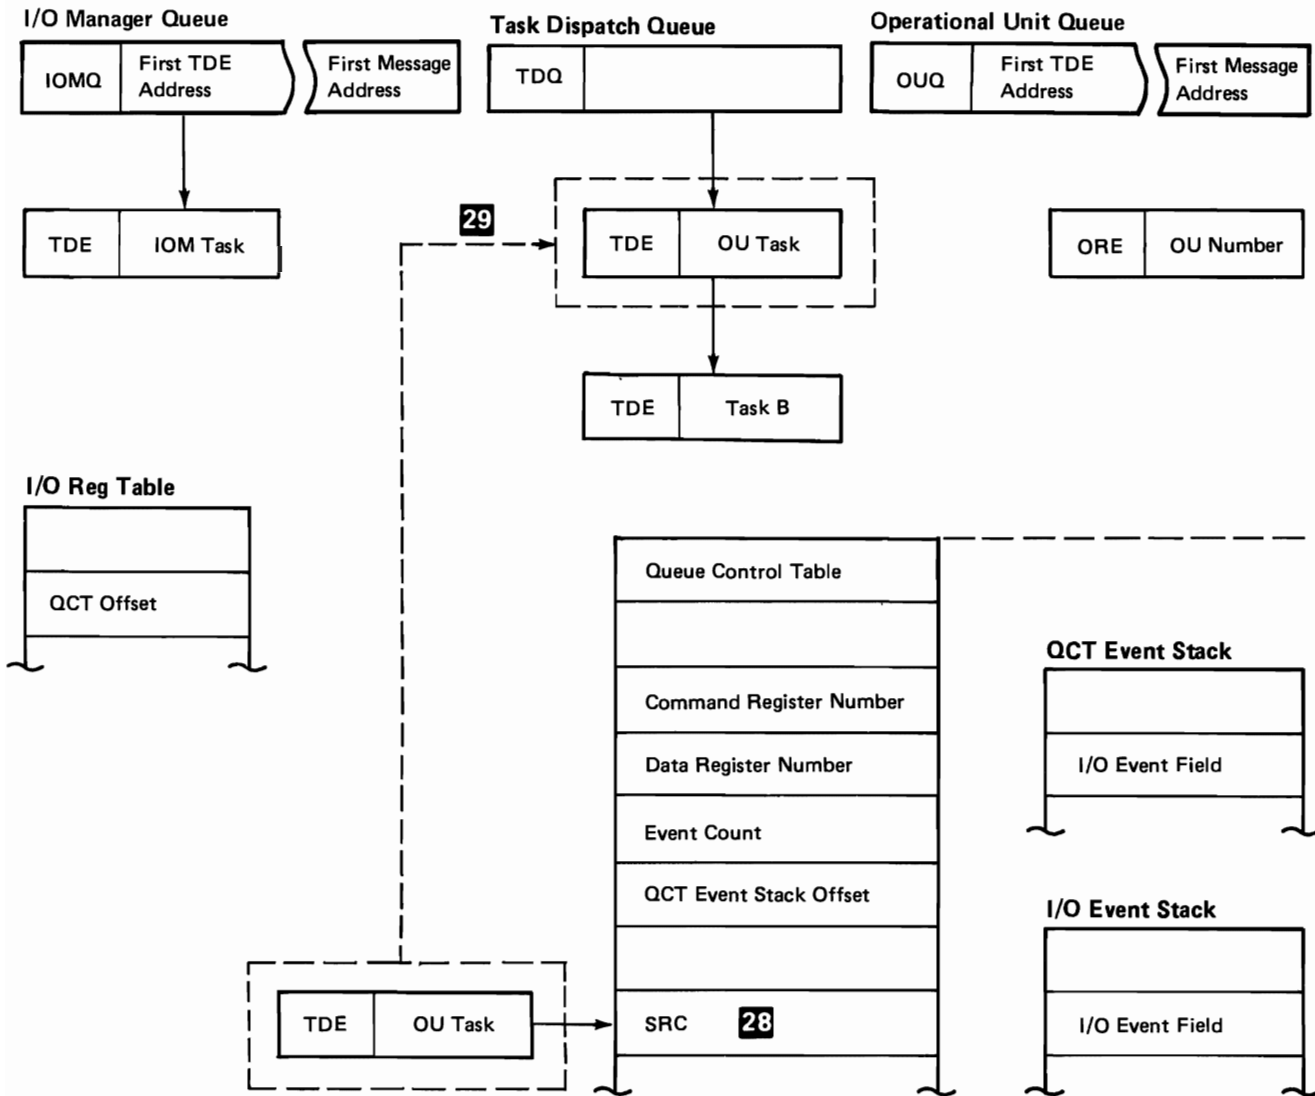 I/O Manager Queue
IOMQ
First TDE
Address
First Message
Address
Task Dispatch Queue
TDQ
Operational Unit Queue
OUQ
First TDE
Address
First Message
Address
TDE
IOM Task
29
TDE
OU Task
ORE
OU Number
TDE
Task B
I/O Reg Table
QCT Offset
Queue Control Table
Command Register Number
Data Register Number
Event Count
QCT Event Stack Offset
SRC
28
QCT Event Stack
I/O Event Field
I/O Event Stack
I/O Event Field
TDE
OU Task